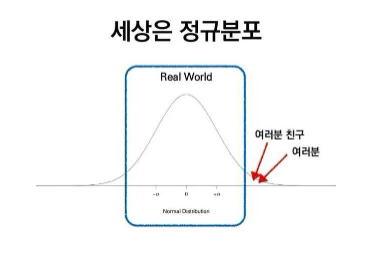 세상은 정규분포
Real World
여러분 친구
여러분
-σ 0 +σ
Normal Distribution